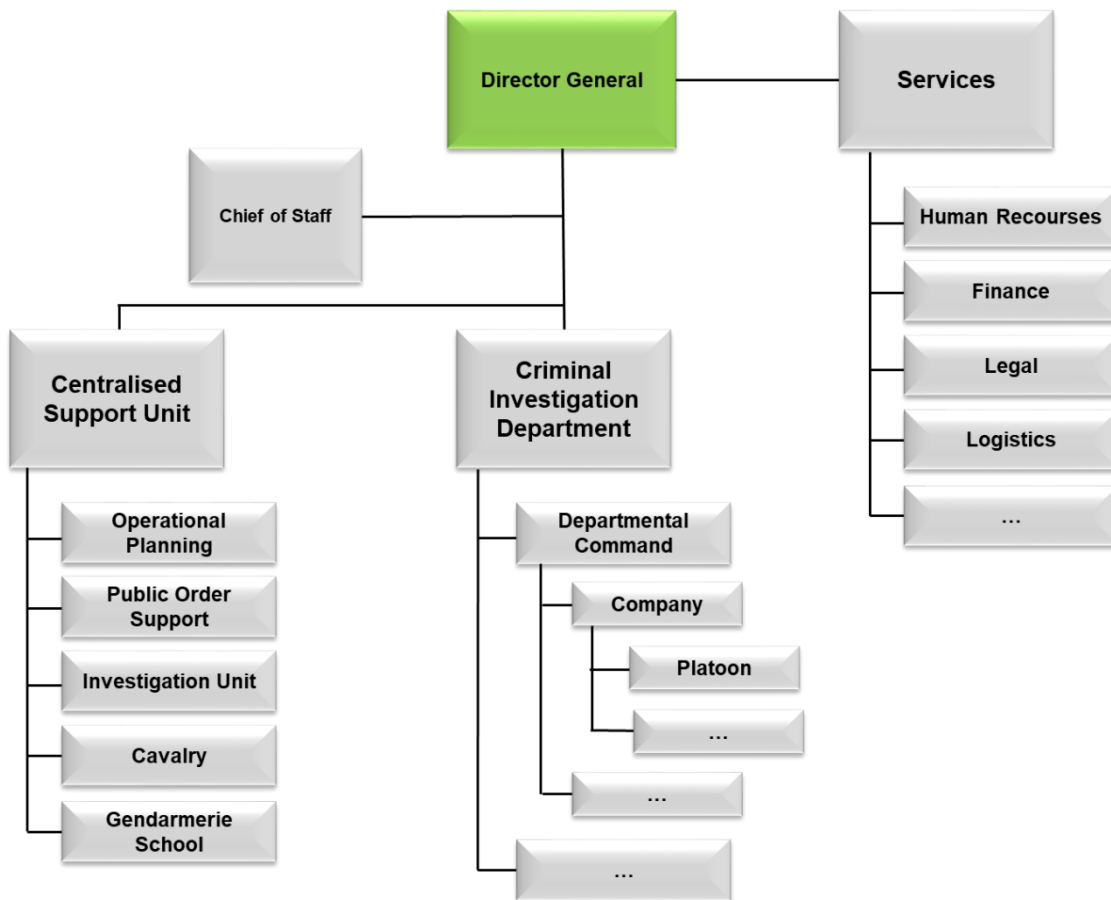 Director General
Services
Chief of Staff
Human Recourses
Finance
Legal
Logistics
...
Centralised
Support Unit
Operational
Planning
Public Order
Support
Investigation Unit
Cavalry
Gendarmerie
School
Criminal
Investigation
Department
Departmental
Command
Company
Platoon
...
...
...